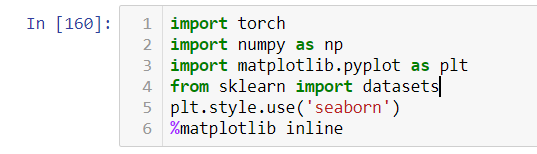 In [160]:
1 import torch
2 import numpy as np
3 import matplotlib.pyplot as plt
4 from sklearn import datasets
5 plt.style.use('seaborn')
6 %matplotlib inline